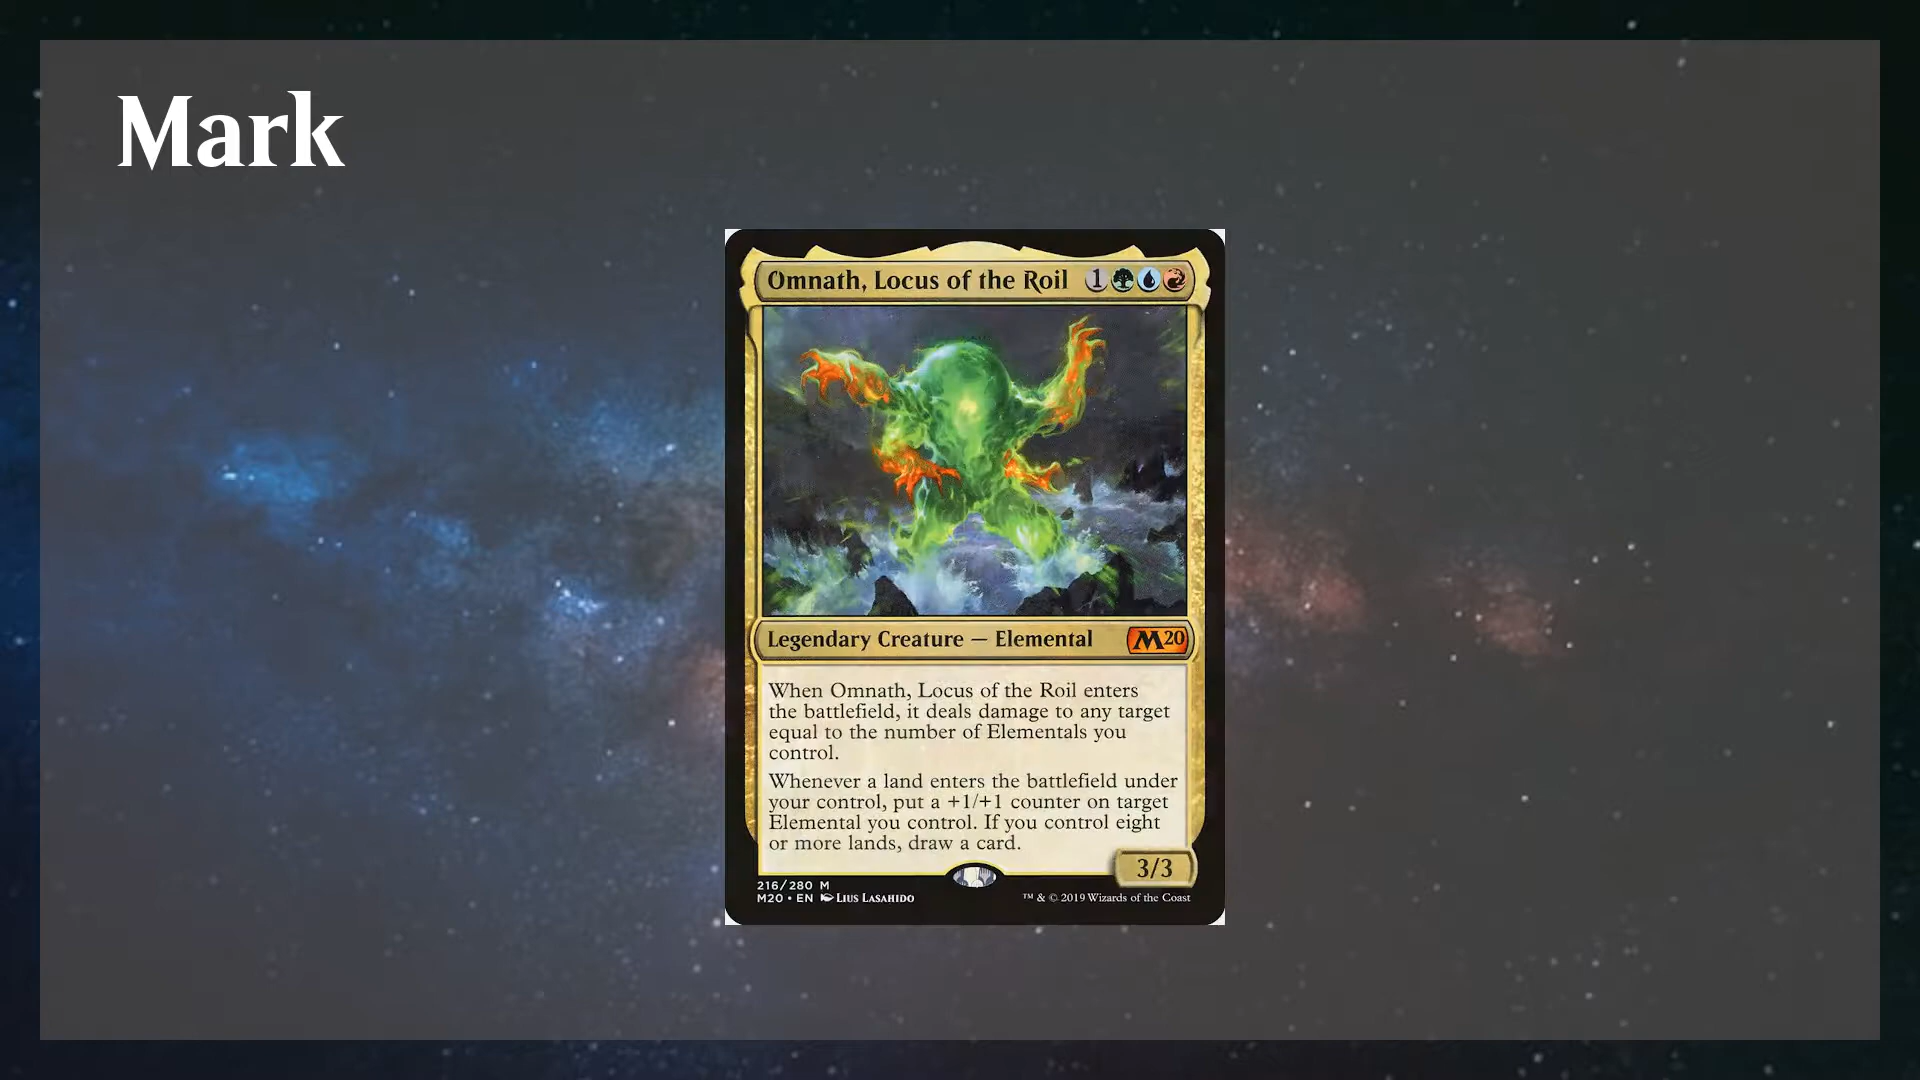 Mark
Omnath, Locus of the Roil 1
Legendary Creature — Elemental M20
When Omnath, Locus of the Roil enters
the battlefield, it deals damage to any target
equal to the number of Elementals you
control.
Whenever a land enters the battlefield under
your control, put a +1/+1 counter on target
Elemental you control. If you control eight
or more lands, draw a card.
3/3
216/280 M
M20 • EN Lius Lasahido
™ & © 2019 Wizards of the Coast